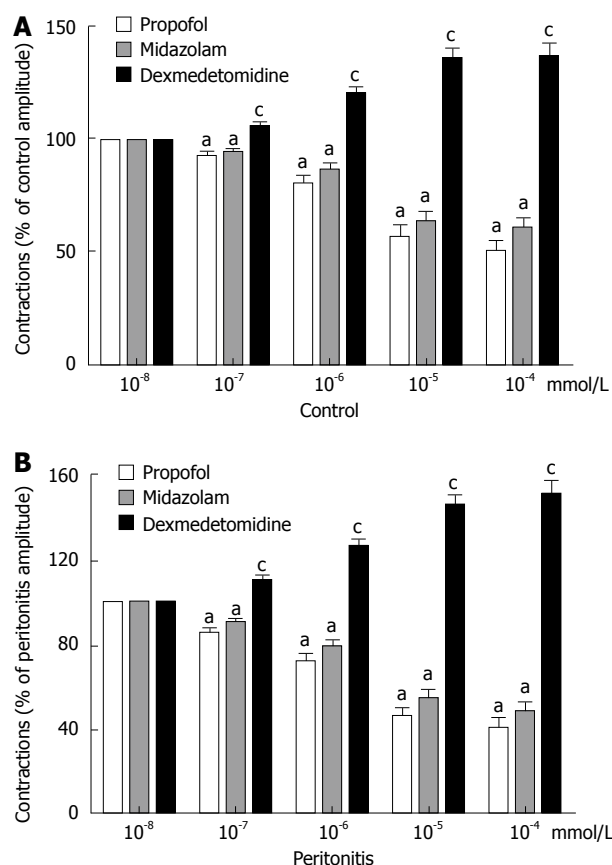 A
150
Propofol
Midazolam
Dexmedetomidine
c
c
c
c
100
a a
a a
a a
a a
50
0
Contractions (% of control amplitude)
10⁻⁸ 10⁻⁷ 10⁻⁶ 10⁻⁵ 10⁻⁴ mmol/L
Control
B
160
Propofol
Midazolam
Dexmedetomidine
c
c
c
c
120
80
a a
a a
a a
a a
40
0
Contractions (% of peritonitis amplitude)
10⁻⁸ 10⁻⁷ 10⁻⁶ 10⁻⁵ 10⁻⁴ mmol/L
Peritonitis